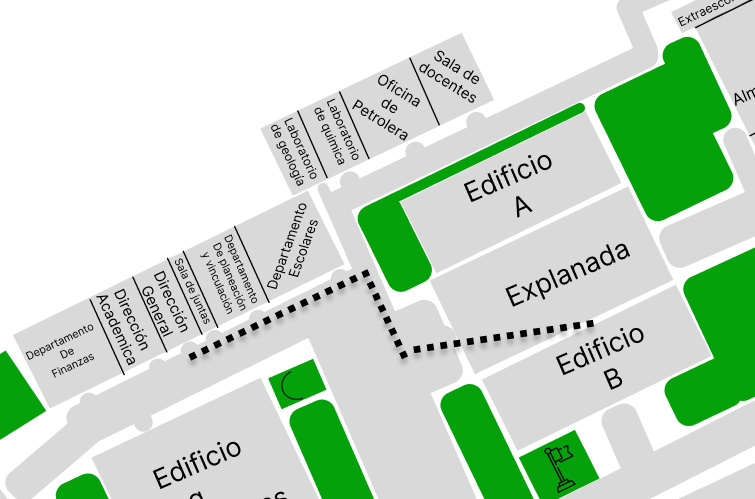 Extraesco
Alm
Sala de
docentes
Oficina
de
Petrolera
Laboratorio
de química
Laboratorio
de geología
Edificio
A
Departamento
Escolares
Departamento
De planeación
y vinculación
Sala de juntas
Dirección
General
Dirección
Academica
Departamento
De
Finanzas
Explanada
Edificio
B
Edificio